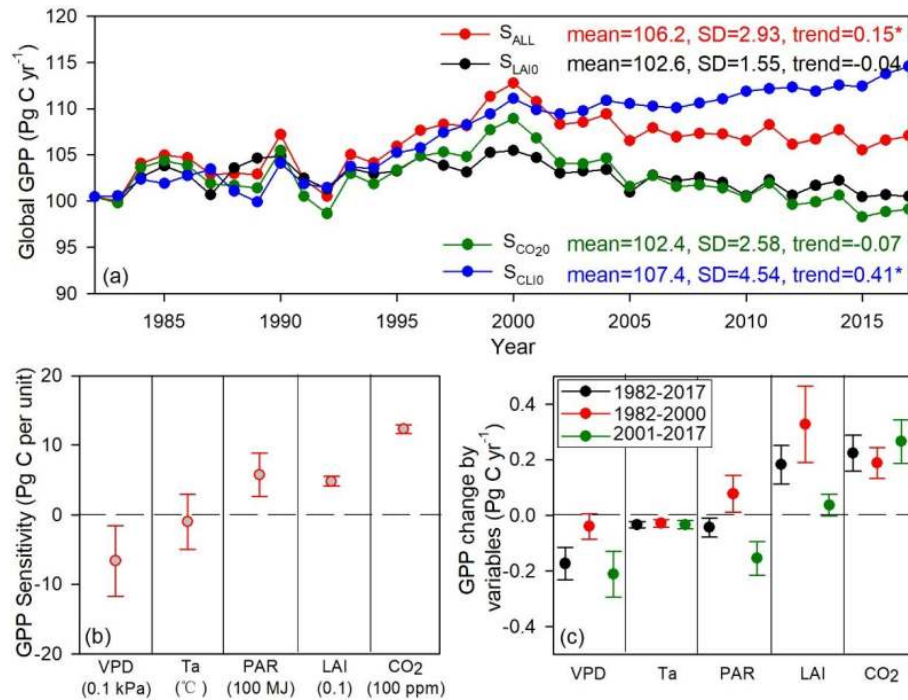 120
115
110
105
100
95
90
Global GPP (Pg C yr⁻¹)
S_ALL mean=106.2, SD=2.93, trend=0.15*
S_LAI0 mean=102.6, SD=1.55, trend=-0.04
S_CO20 mean=102.4, SD=2.58, trend=-0.07
S_CLI0 mean=107.4, SD=4.54, trend=0.41*
(a)
1985 1990 1995 2000 2005 2010 2015
Year
20
10
0
-10
-20
GPP Sensitivity (Pg C per unit)
(b)
VPD Ta PAR LAI CO₂
(0.1 kPa) (℃) (100 MJ) (0.1) (100 ppm)
0.4
0.2
0.0
-0.2
-0.4
GPP change by
variables (Pg C yr⁻¹)
1982-2017
1982-2000
2001-2017
(c)
VPD Ta PAR LAI CO₂